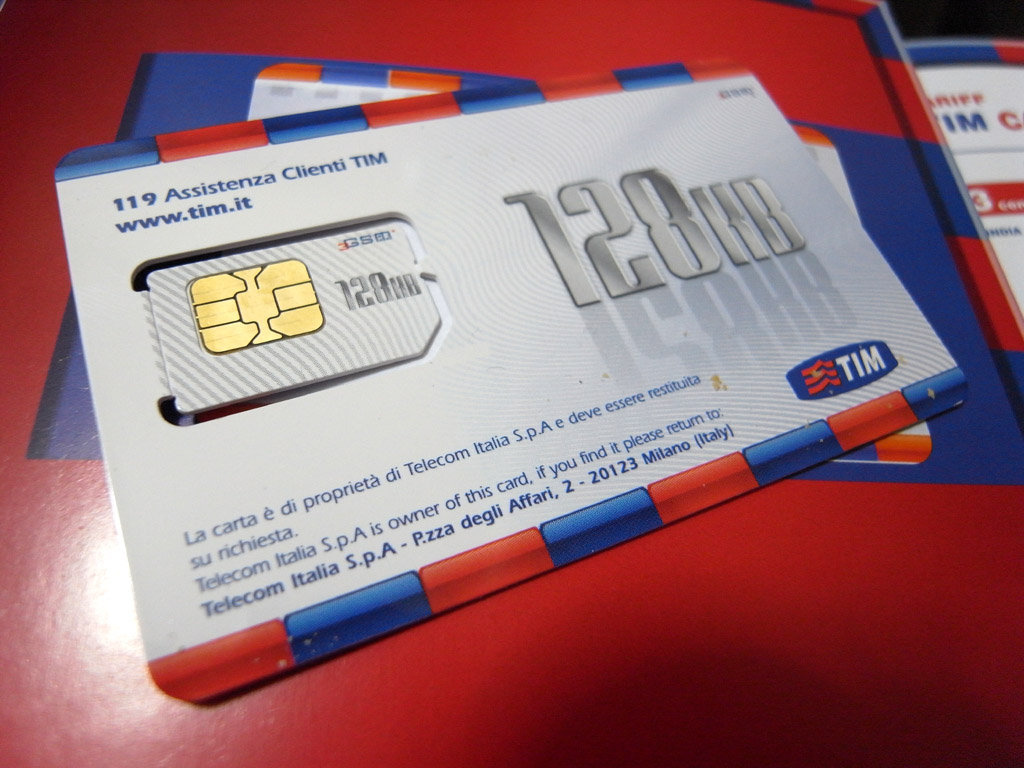 119 Assistenza Clienti TIM
www.tim.it
GSM
128KB
128KB
TIM
La carta è di proprietà di Telecom Italia S.p.A e deve essere restituita
su richiesta.
Telecom Italia S.p.A is owner of this card, if you find it please return to:
Telecom Italia S.p.A - P.zza degli Affari, 2 - 20123 Milano (Italy)
TIM